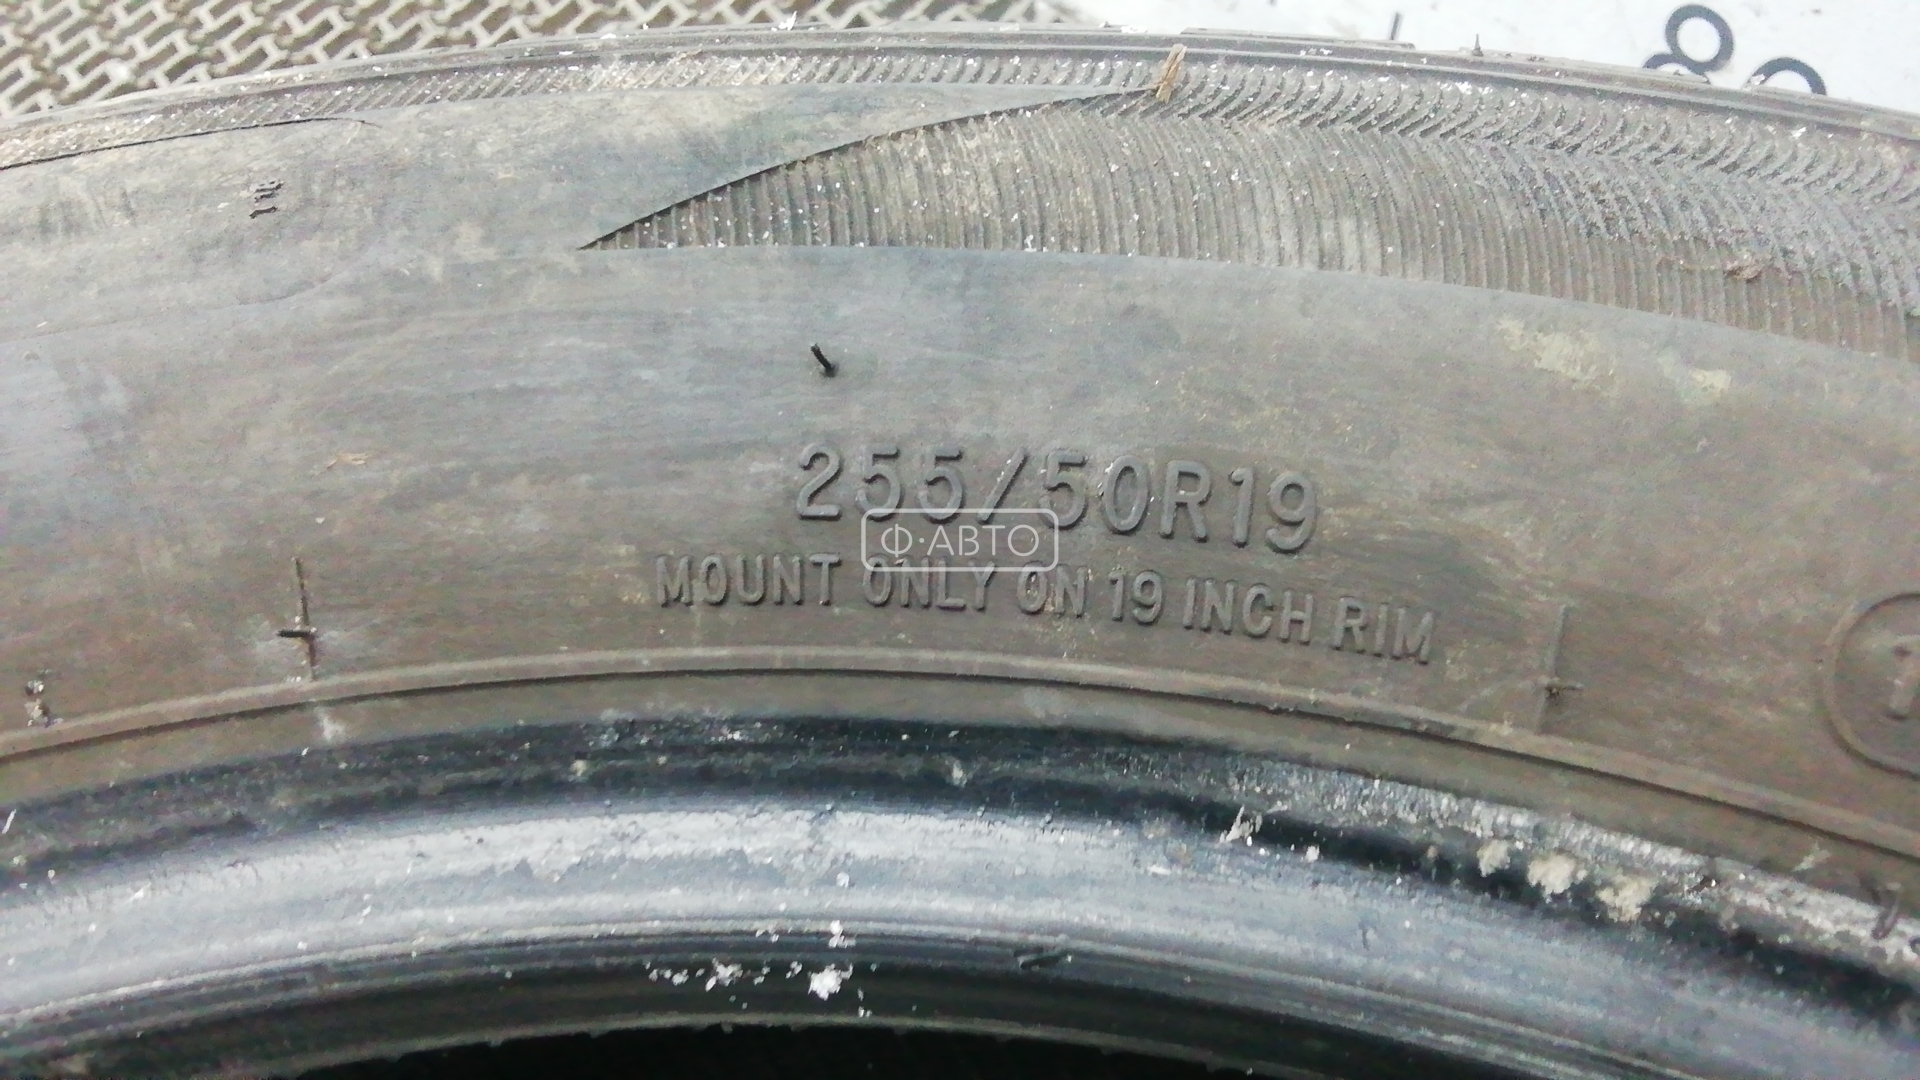 255/50R19
Ф·АВТО
MOUNT ONLY ON 19 INCH RIM